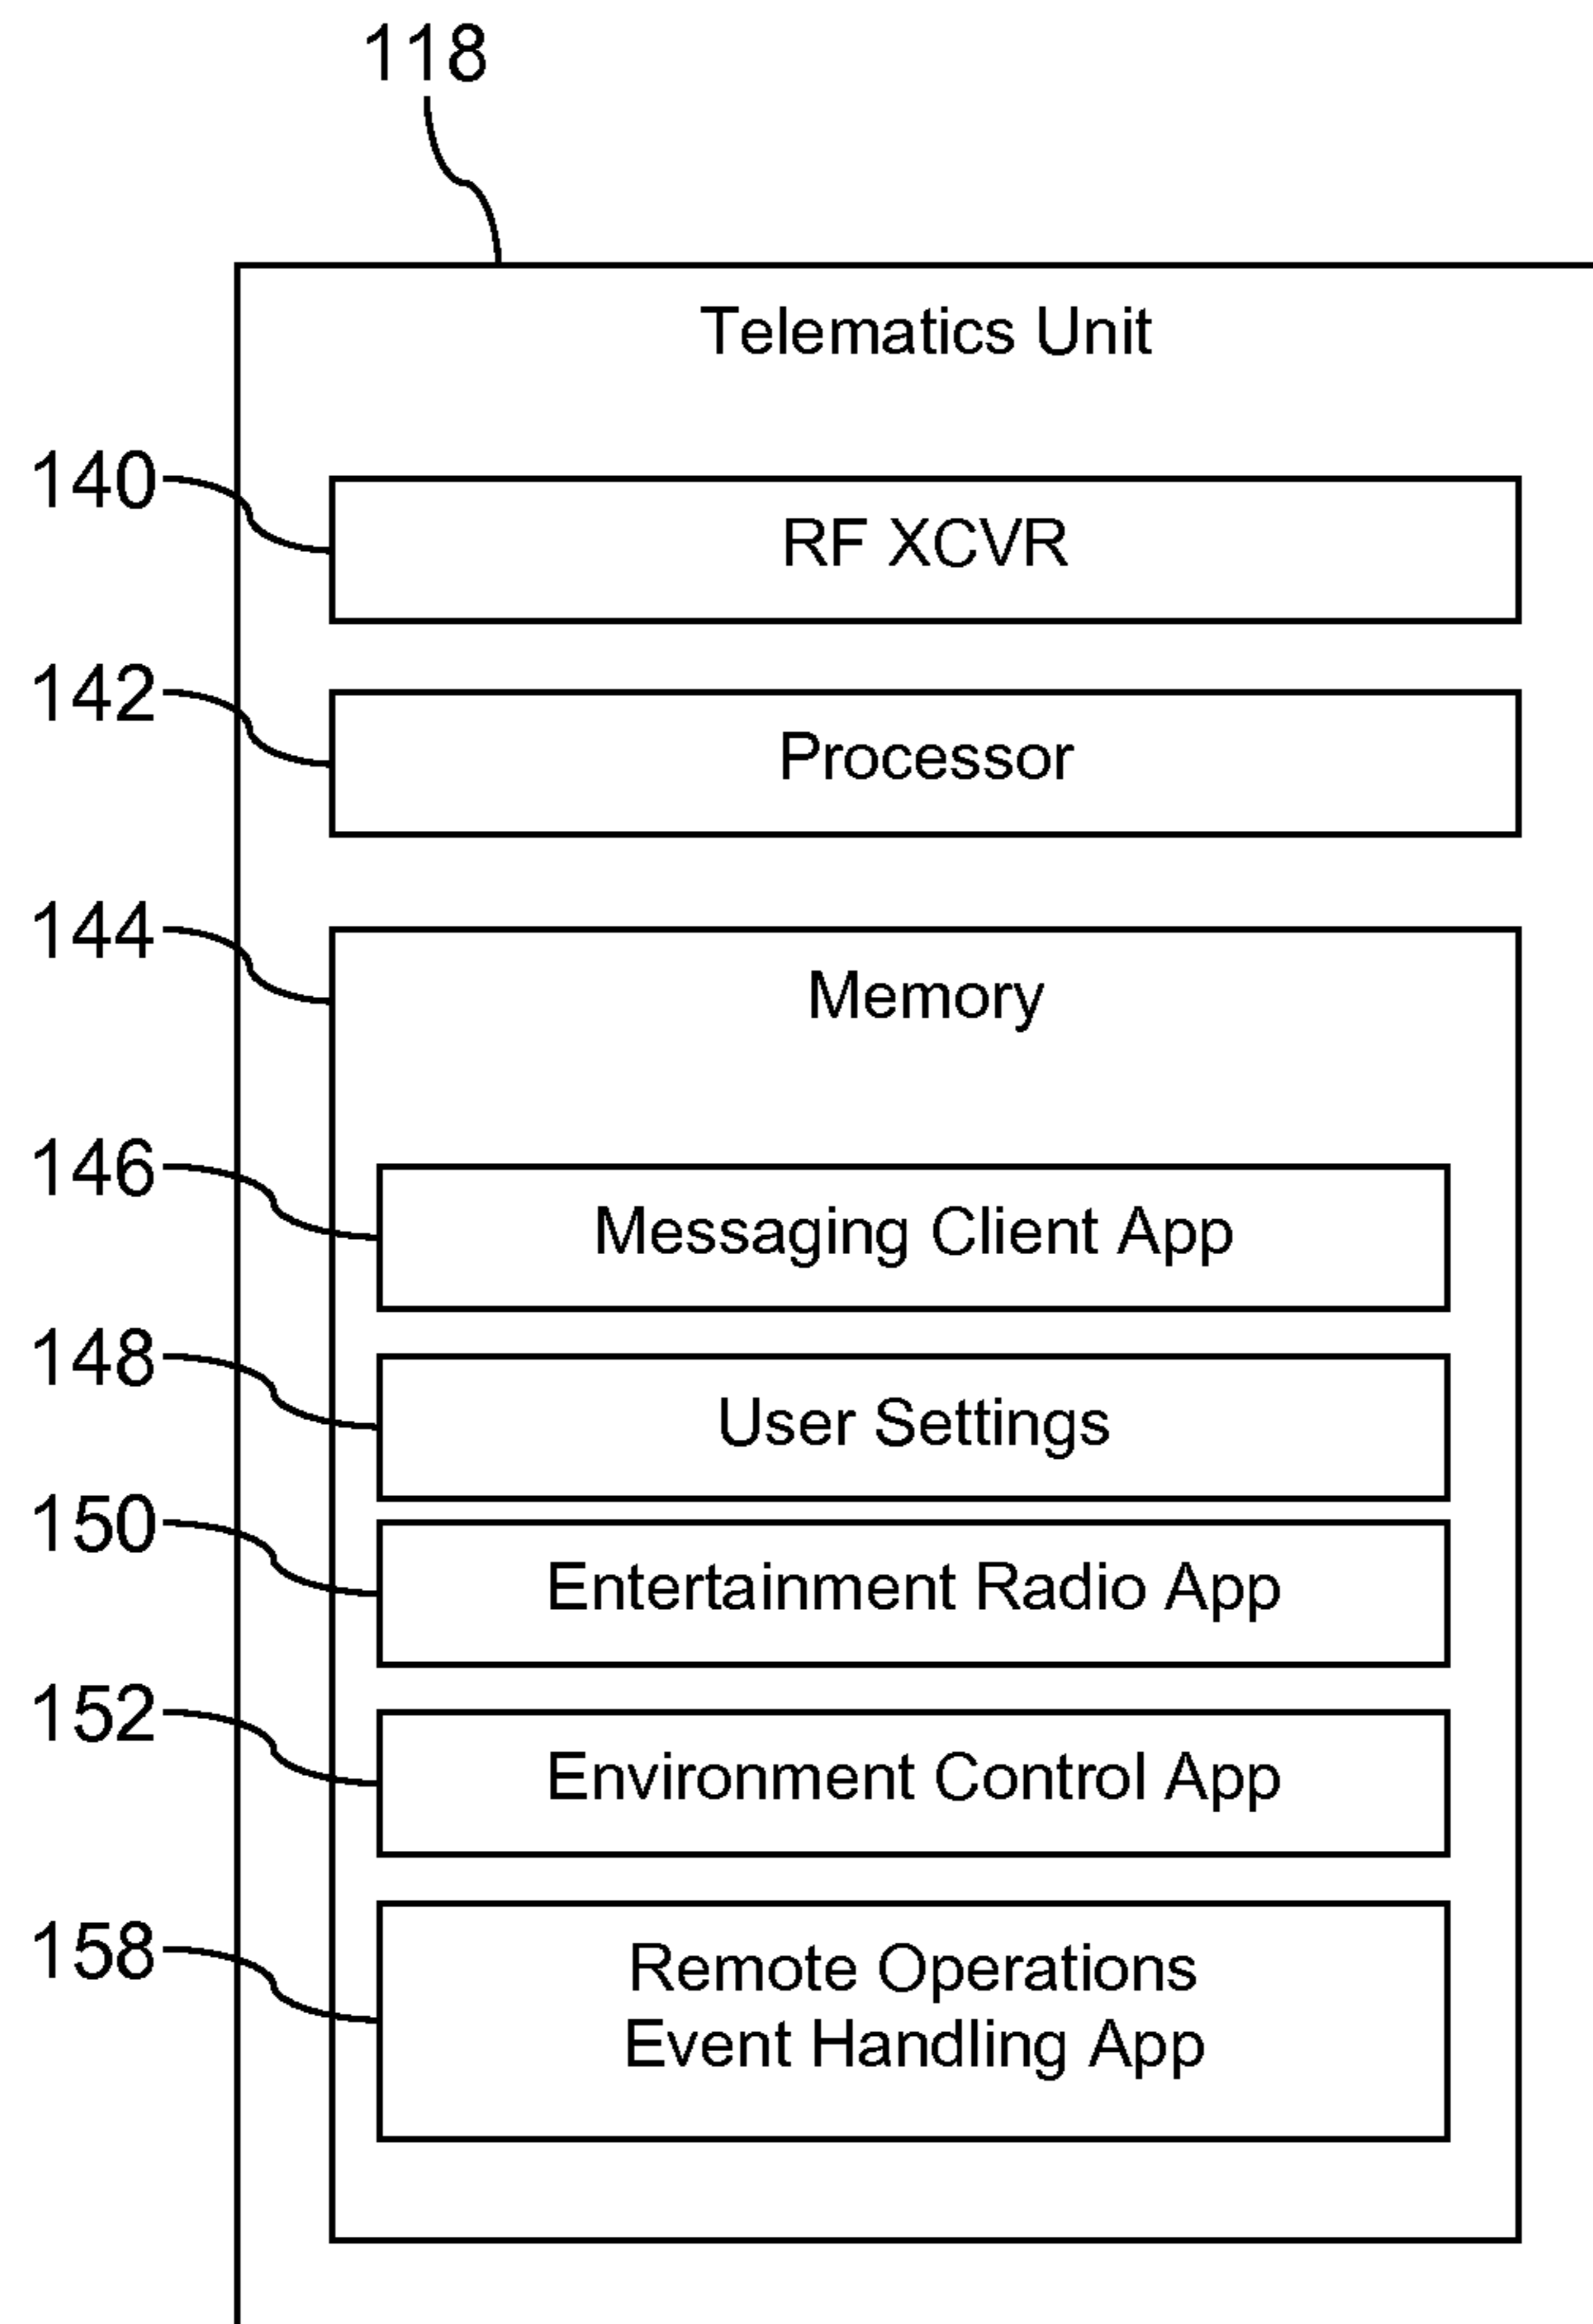 118
Telematics Unit
140
RF XCVR
142
Processor
144
Memory
146
Messaging Client App
148
User Settings
150
Entertainment Radio App
152
Environment Control App
158
Remote Operations
Event Handling App